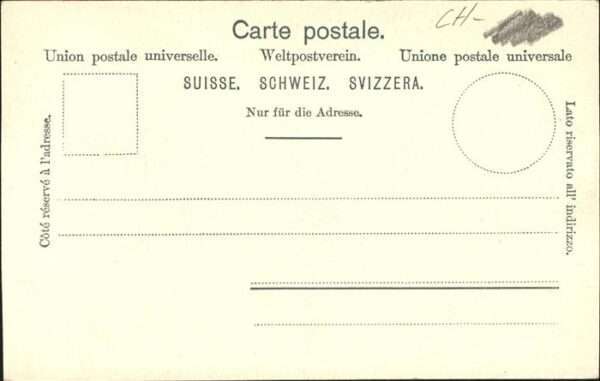 CH-
Carte postale.
Union postale universelle. Weltpostverein. Unione postale universale
SUISSE. SCHWEIZ. SVIZZERA.
Nur für die Adresse.
Côté réservé à l'adresse.
Lato riservato all' indirizzo.